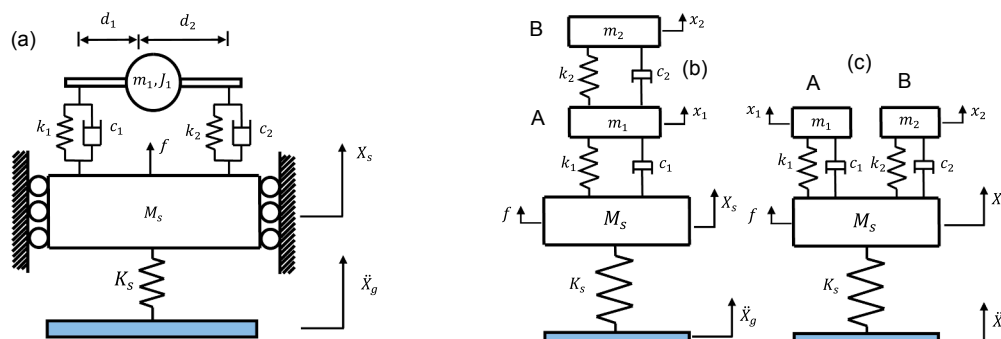 (a)
d₁ d₂
m₁, J₁
k₁ c₁ k₂ c₂
f
Xₛ
Mₛ
Kₛ
Ẍg
(b)
B m₂ x₂
k₂ c₂
A m₁ x₁
k₁ c₁
f Mₛ Xₛ
Kₛ
Ẍg
(c)
A B
x₁ m₁ m₂ x₂
k₁ c₁ k₂ c₂
f Mₛ X
Kₛ
Ẍ